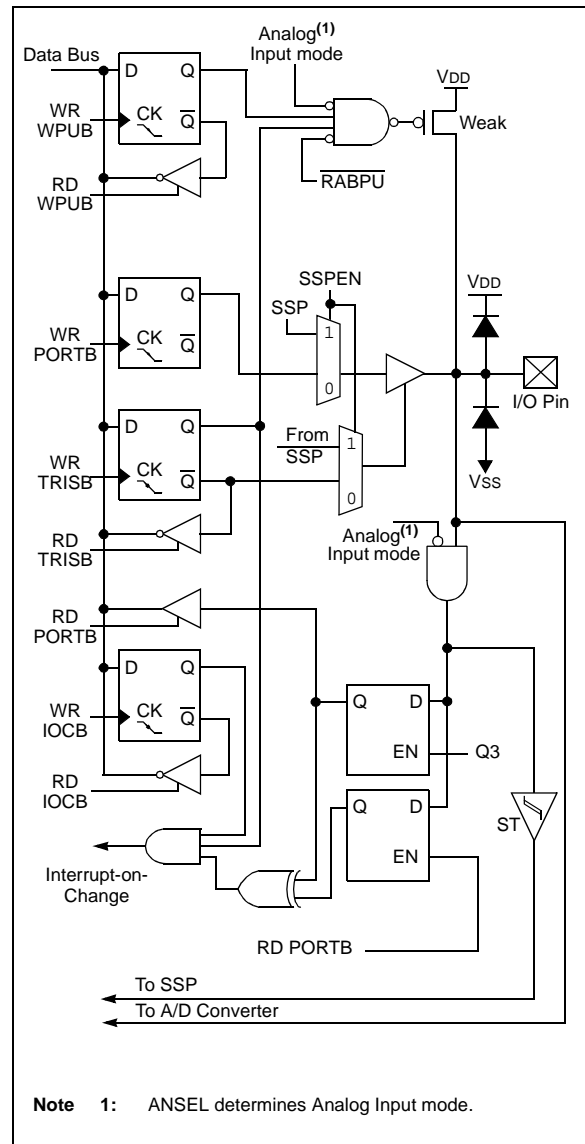 Analog(1)
Input mode
Data Bus
D Q
VDD
WR
WPUB
CK Q
Weak
RD
WPUB
RABPU
SSPEN
SSP
VDD
D Q
1
WR
PORTB
CK Q
0
I/O Pin
D Q
From
SSP
1
VSS
WR
TRISB
CK Q
0
Analog(1)
Input mode
RD
TRISB
RD
PORTB
D Q
Q D
WR
IOCB
CK Q
EN Q3
RD
IOCB
Q D
ST
EN
Interrupt-on-
Change
RD PORTB
To SSP
To A/D Converter
Note 1: ANSEL determines Analog Input mode.